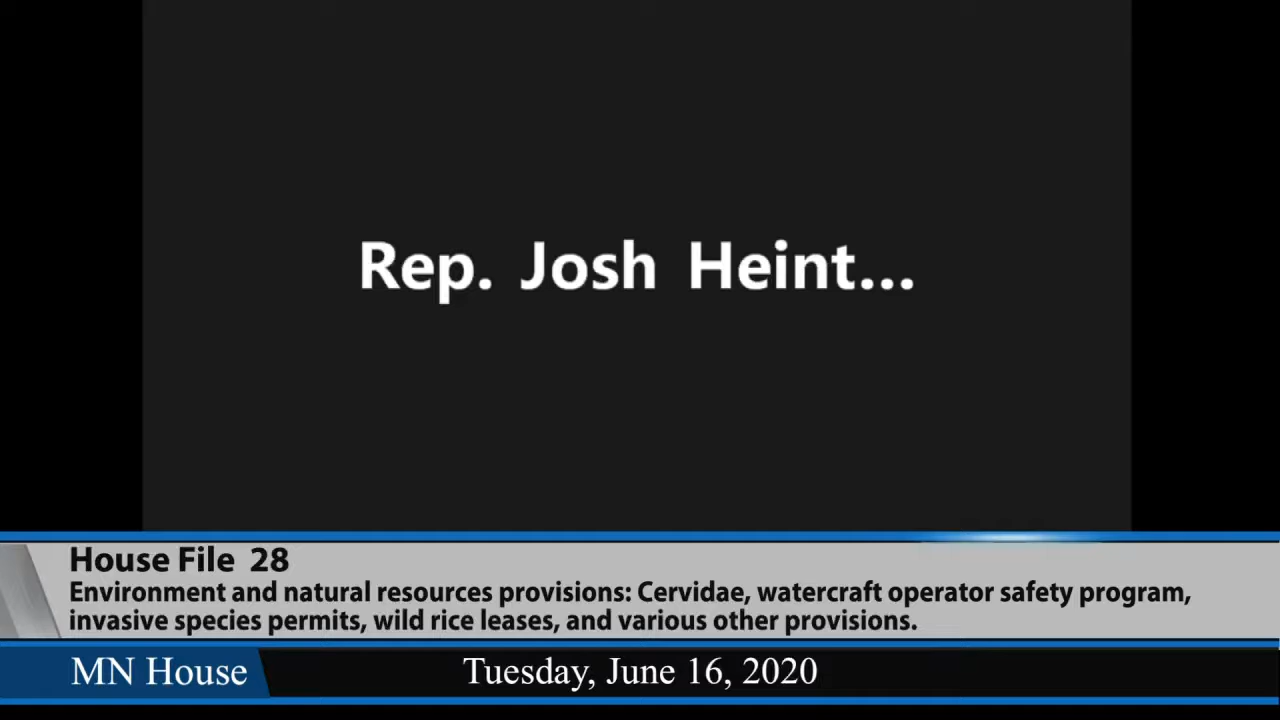 Rep. Josh Heint...
House File 28
Environment and natural resources provisions: Cervidae, watercraft operator safety program,
invasive species permits, wild rice leases, and various other provisions.
MN House
Tuesday, June 16, 2020